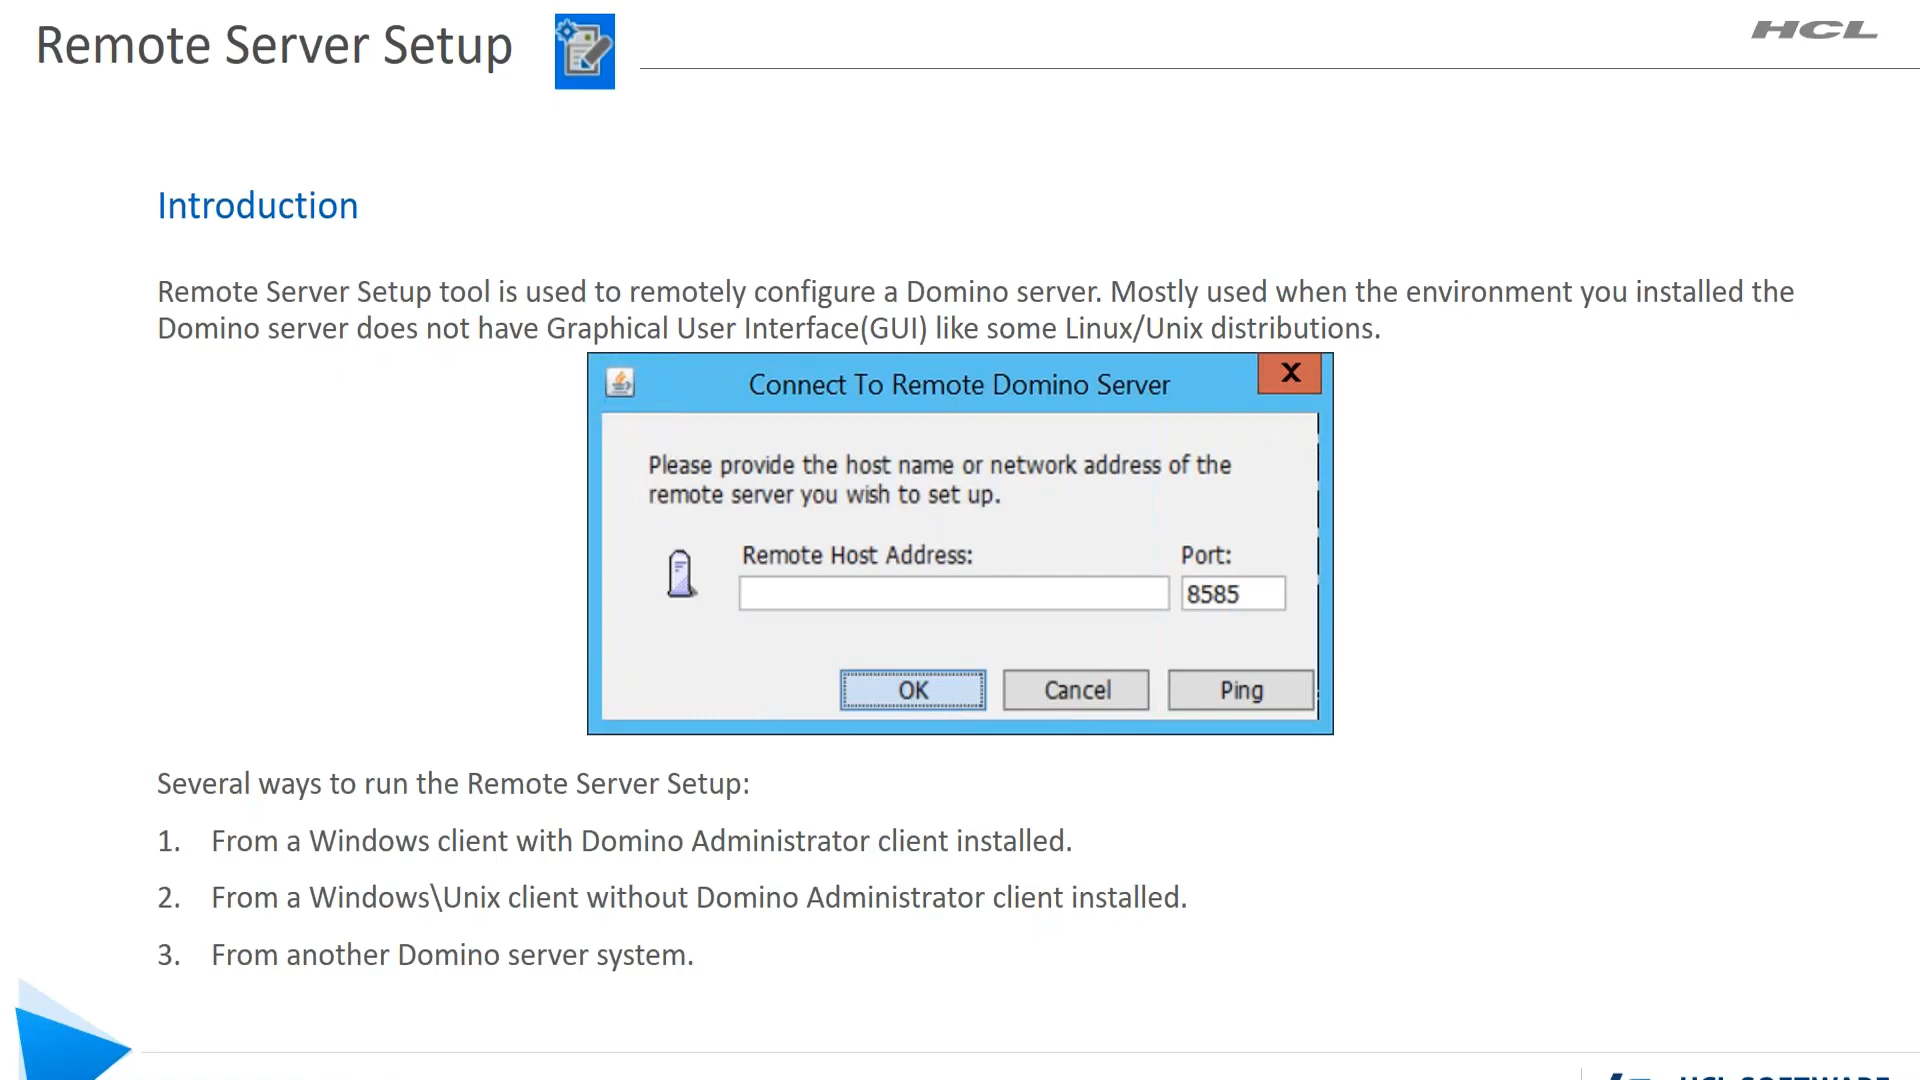 Remote Server Setup
HCL
Introduction
Remote Server Setup tool is used to remotely configure a Domino server. Mostly used when the environment you installed the
Domino server does not have Graphical User Interface(GUI) like some Linux/Unix distributions.
Connect To Remote Domino Server
X
Please provide the host name or network address of the
remote server you wish to set up.
Remote Host Address: Port:
8585
OK Cancel Ping
Several ways to run the Remote Server Setup:
1. From a Windows client with Domino Administrator client installed.
2. From a Windows\Unix client without Domino Administrator client installed.
3. From another Domino server system.
HCL SOFTWARE